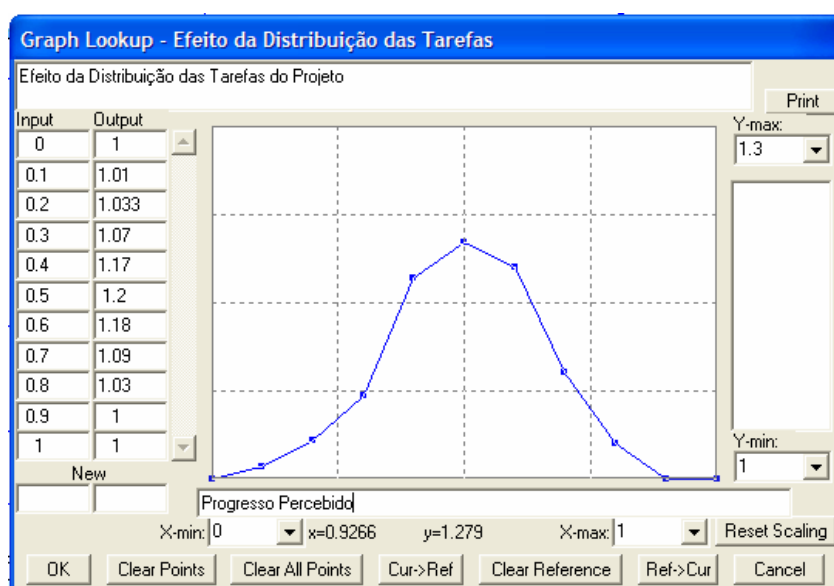 Graph Lookup - Efeito da Distribuição das Tarefas
Efeito da Distribuição das Tarefas do Projeto
Print
Input Output
0 1
0.1 1.01
0.2 1.033
0.3 1.07
0.4 1.17
0.5 1.2
0.6 1.18
0.7 1.09
0.8 1.03
0.9 1
1 1
New
Y-max:
1.3
Y-min:
1
Progresso Percebido
X-min: 0 x=0.9266 y=1.279 X-max: 1 Reset Scaling
OK Clear Points Clear All Points Cur->Ref Clear Reference Ref->Cur Cancel